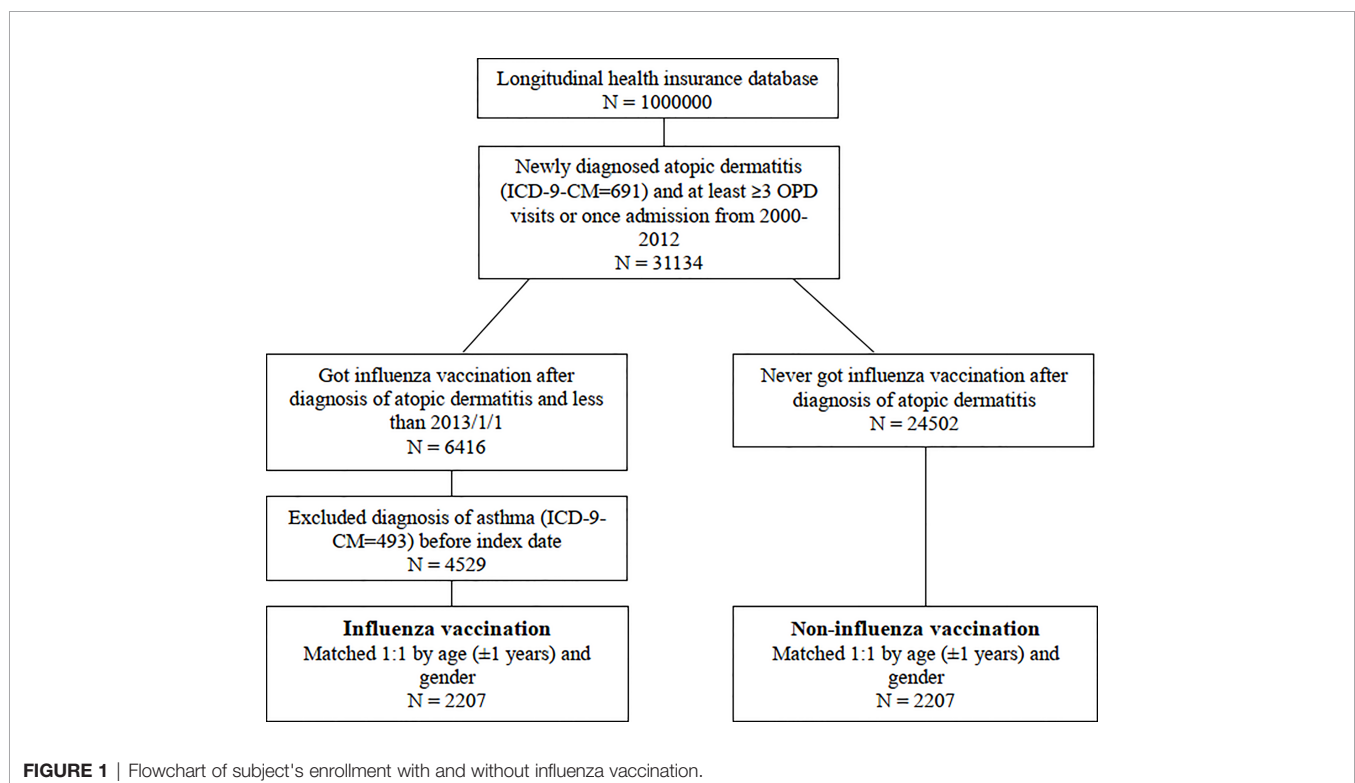 Longitudinal health insurance database
N = 1000000
Newly diagnosed atopic dermatitis
(ICD-9-CM=691) and at least ≥3 OPD
visits or once admission from 2000-
2012
N = 31134
Got influenza vaccination after
diagnosis of atopic dermatitis and less
than 2013/1/1
N = 6416
Never got influenza vaccination after
diagnosis of atopic dermatitis
N = 24502
Excluded diagnosis of asthma (ICD-9-
CM=493) before index date
N = 4529
Influenza vaccination
Matched 1:1 by age (±1 years) and
gender
N = 2207
Non-influenza vaccination
Matched 1:1 by age (±1 years) and
gender
N = 2207
FIGURE 1 | Flowchart of subject's enrollment with and without influenza vaccination.